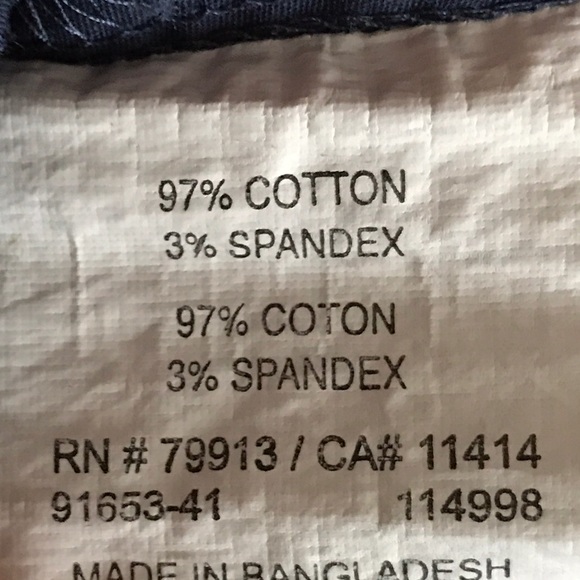 97% COTTON
3% SPANDEX
97% COTON
3% SPANDEX
RN # 79913 / CA# 11414
91653-41 114998
MADE IN BANGLADESH